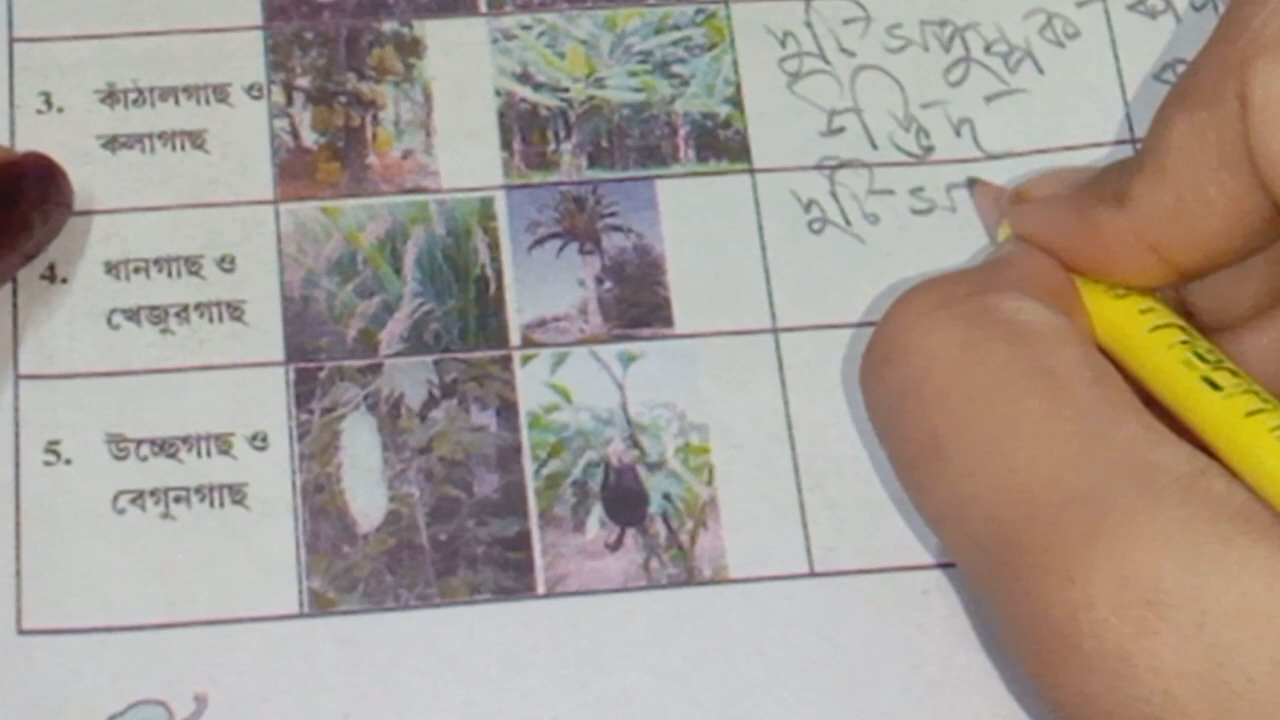 3. কাঁঠালগাছ ও
কলাগাছ
দুটি সপুষ্পক
উদ্ভিদ
4. ধানগাছ ও
খেজুরগাছ
দুটি স
5. উচ্ছেগাছ ও
বেগুনগাছ